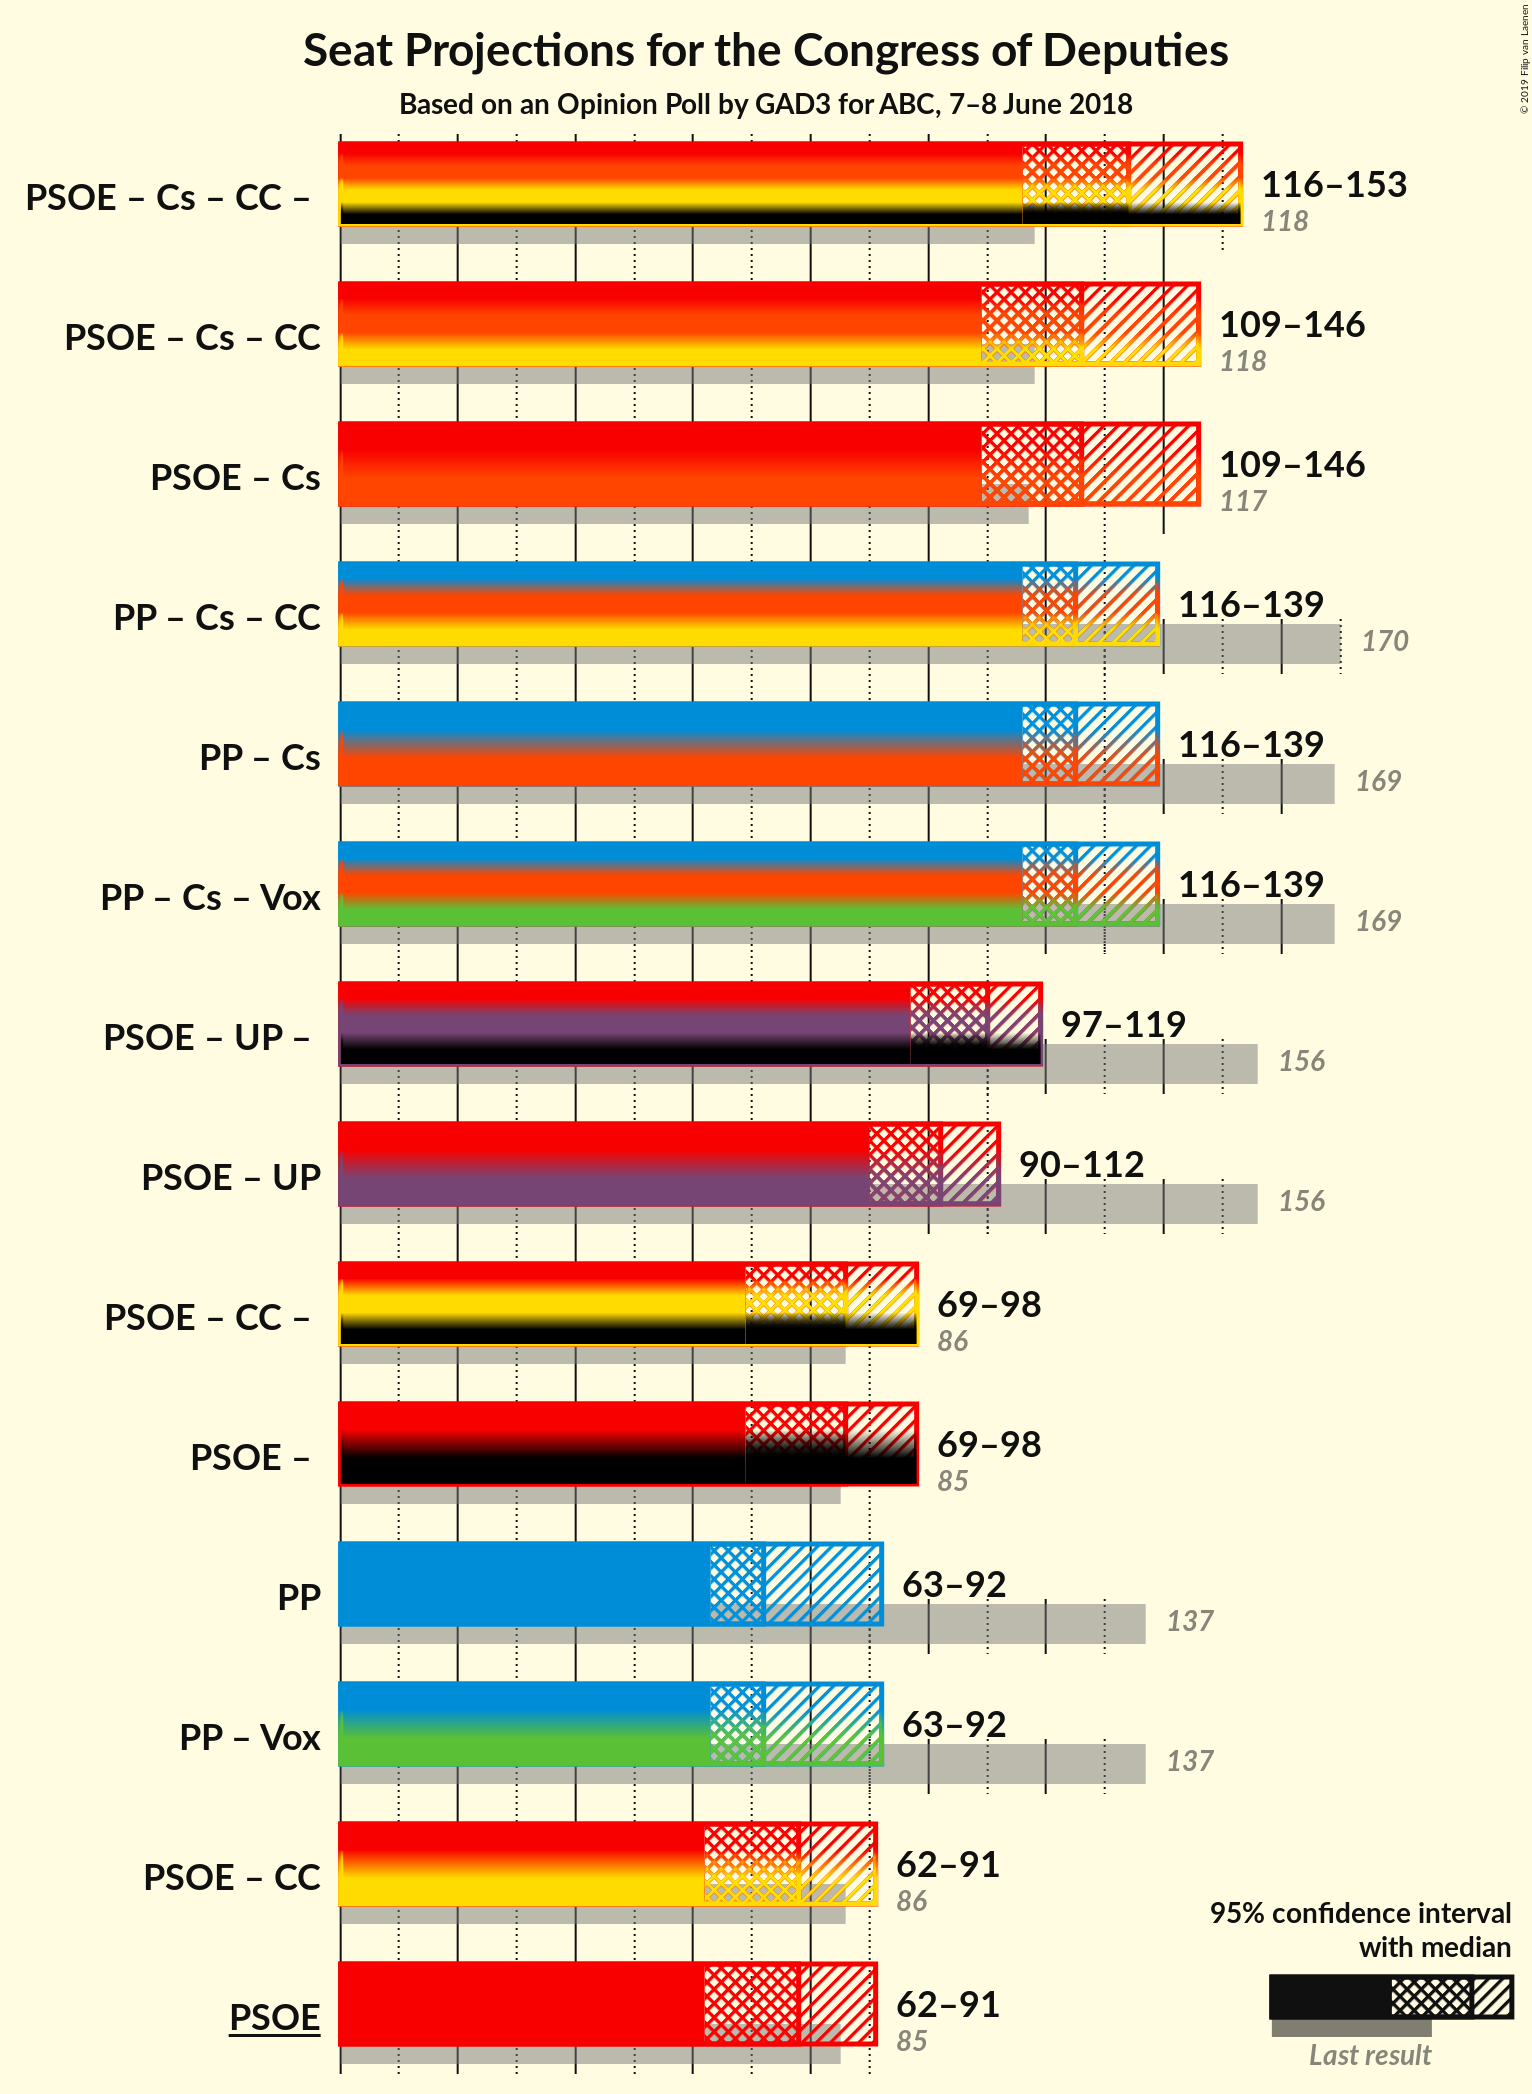 Seat Projections for the Congress of Deputies
Based on an Opinion Poll by GAD3 for ABC, 7–8 June 2018
© 2019 Filip van Laenen
PSOE – Cs – CC –
116–153
118
PSOE – Cs – CC
109–146
118
PSOE – Cs
109–146
117
PP – Cs – CC
116–139
170
PP – Cs
116–139
169
PP – Cs – Vox
116–139
169
PSOE – UP –
97–119
156
PSOE – UP
90–112
156
PSOE – CC –
69–98
86
PSOE –
69–98
85
PP
63–92
137
PP – Vox
63–92
137
PSOE – CC
62–91
86
PSOE
62–91
85
95% confidence interval
with median
Last result